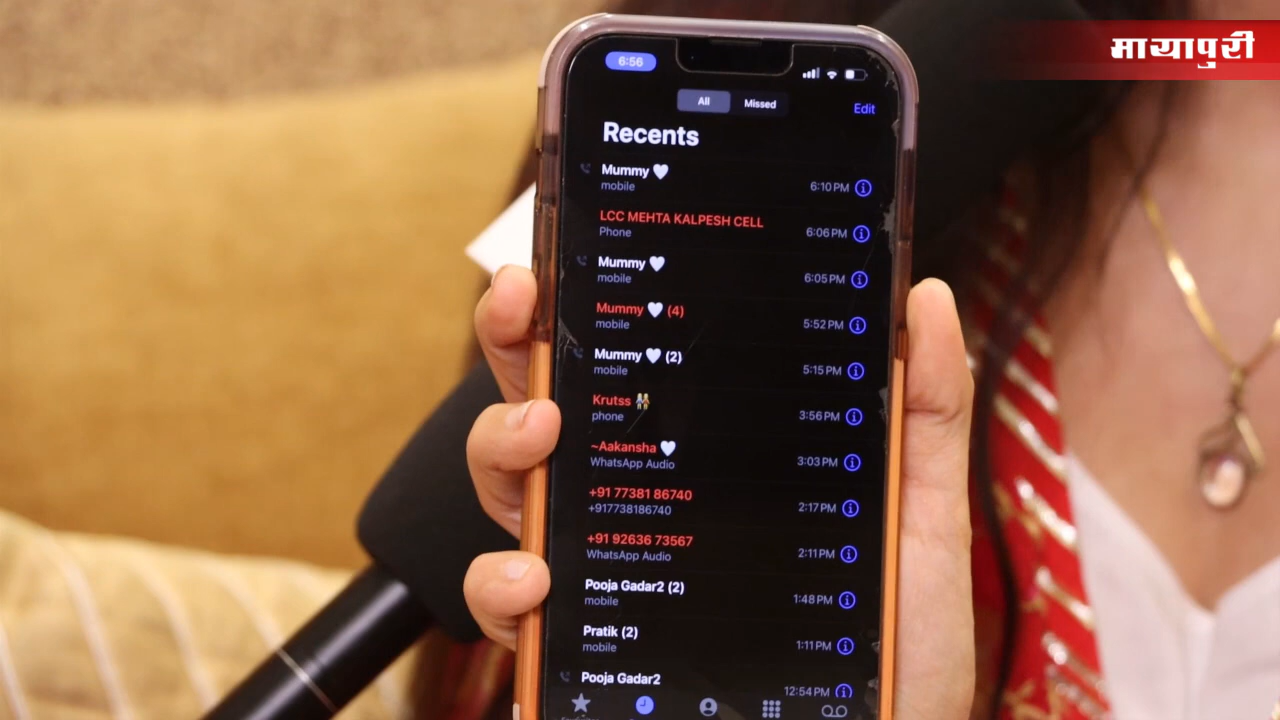 मायापुरी
6:56
All Missed Edit
Recents
Mummy 🤍
mobile 6:10 PM
LCC MEHTA KALPESH CELL
Phone 6:06 PM
Mummy 🤍
mobile 6:05 PM
Mummy 🤍 (4)
mobile 5:52 PM
Mummy 🤍 (2)
mobile 5:15 PM
Krutss 👭
phone 3:56 PM
~Aakansha 🤍
WhatsApp Audio 3:03 PM
+91 77381 86740
+917738186740 2:17 PM
+91 92636 73567
WhatsApp Audio 2:11 PM
Pooja Gadar2 (2)
mobile 1:48 PM
Pratik (2)
mobile 1:11 PM
Pooja Gadar2
12:54 PM